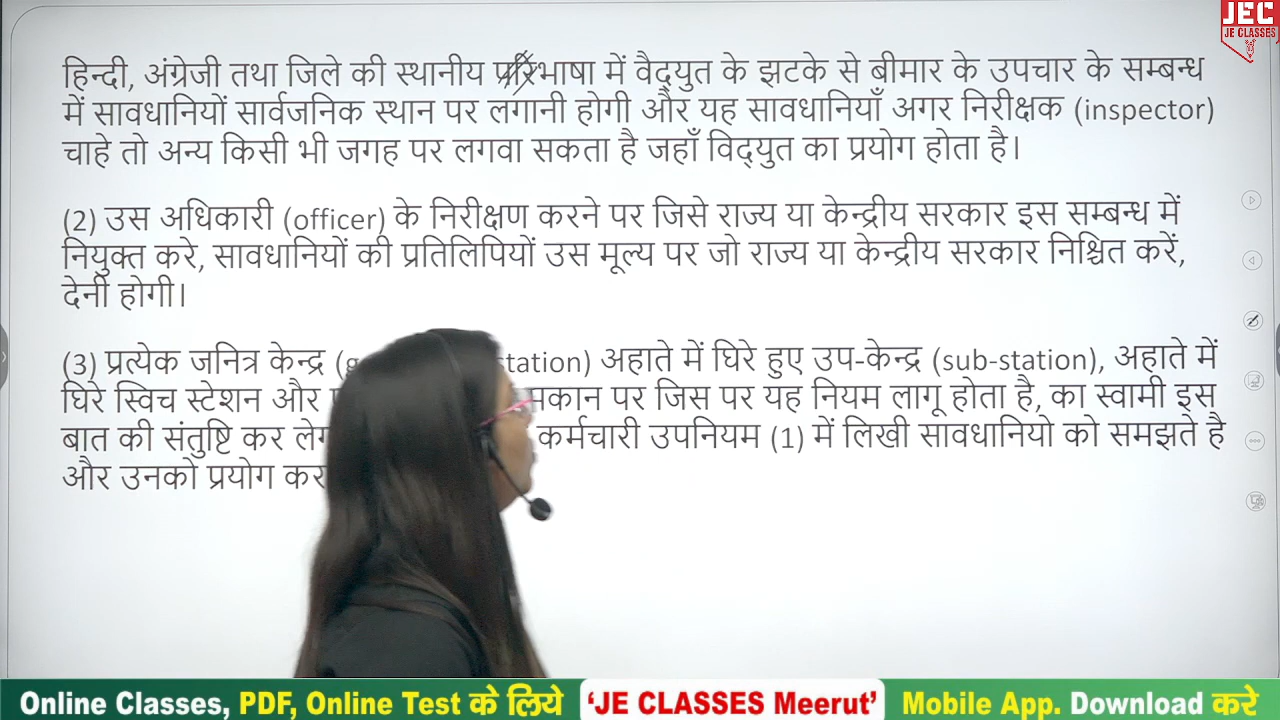 JEC
JE CLASSES
हिन्दी, अंग्रेजी तथा जिले की स्थानीय परिभाषा में वैद्युत के झटके से बीमार के उपचार के सम्बन्ध
में सावधानियों सार्वजनिक स्थान पर लगानी होगी और यह सावधानियाँ अगर निरीक्षक (inspector)
चाहे तो अन्य किसी भी जगह पर लगवा सकता है जहाँ विद्युत का प्रयोग होता है।
(2) उस अधिकारी (officer) के निरीक्षण करने पर जिसे राज्य या केन्द्रीय सरकार इस सम्बन्ध में
नियुक्त करे, सावधानियों की प्रतिलिपियों उस मूल्य पर जो राज्य या केन्द्रीय सरकार निश्चित करें,
देनी होगी।
(3) प्रत्येक जनित्र केन्द्र अहाते में घिरे हुए उप-केन्द्र (sub-station), अहाते में
घिरे स्विच स्टेशन और मकान पर जिस पर यह नियम लागू होता है, का स्वामी इस
बात की संतुष्टि कर कर्मचारी उपनियम (1) में लिखी सावधानियो को समझते है
और उनको प्रयोग
Online Classes, PDF, Online Test के लिये 'JE CLASSES Meerut' Mobile App. Download करे